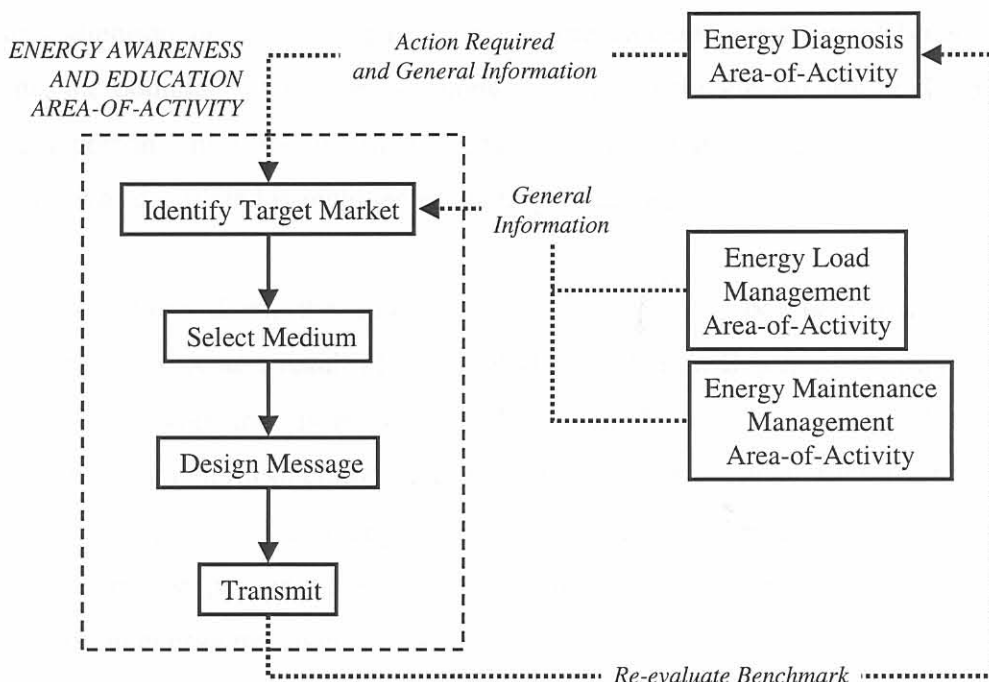 ENERGY AWARENESS
AND EDUCATION
AREA-OF-ACTIVITY
Action Required
and General Information
Energy Diagnosis
Area-of-Activity
Identify Target Market
General
Information
Energy Load
Management
Area-of-Activity
Select Medium
Energy Maintenance
Management
Area-of-Activity
Design Message
Transmit
Re-evaluate Benchmark